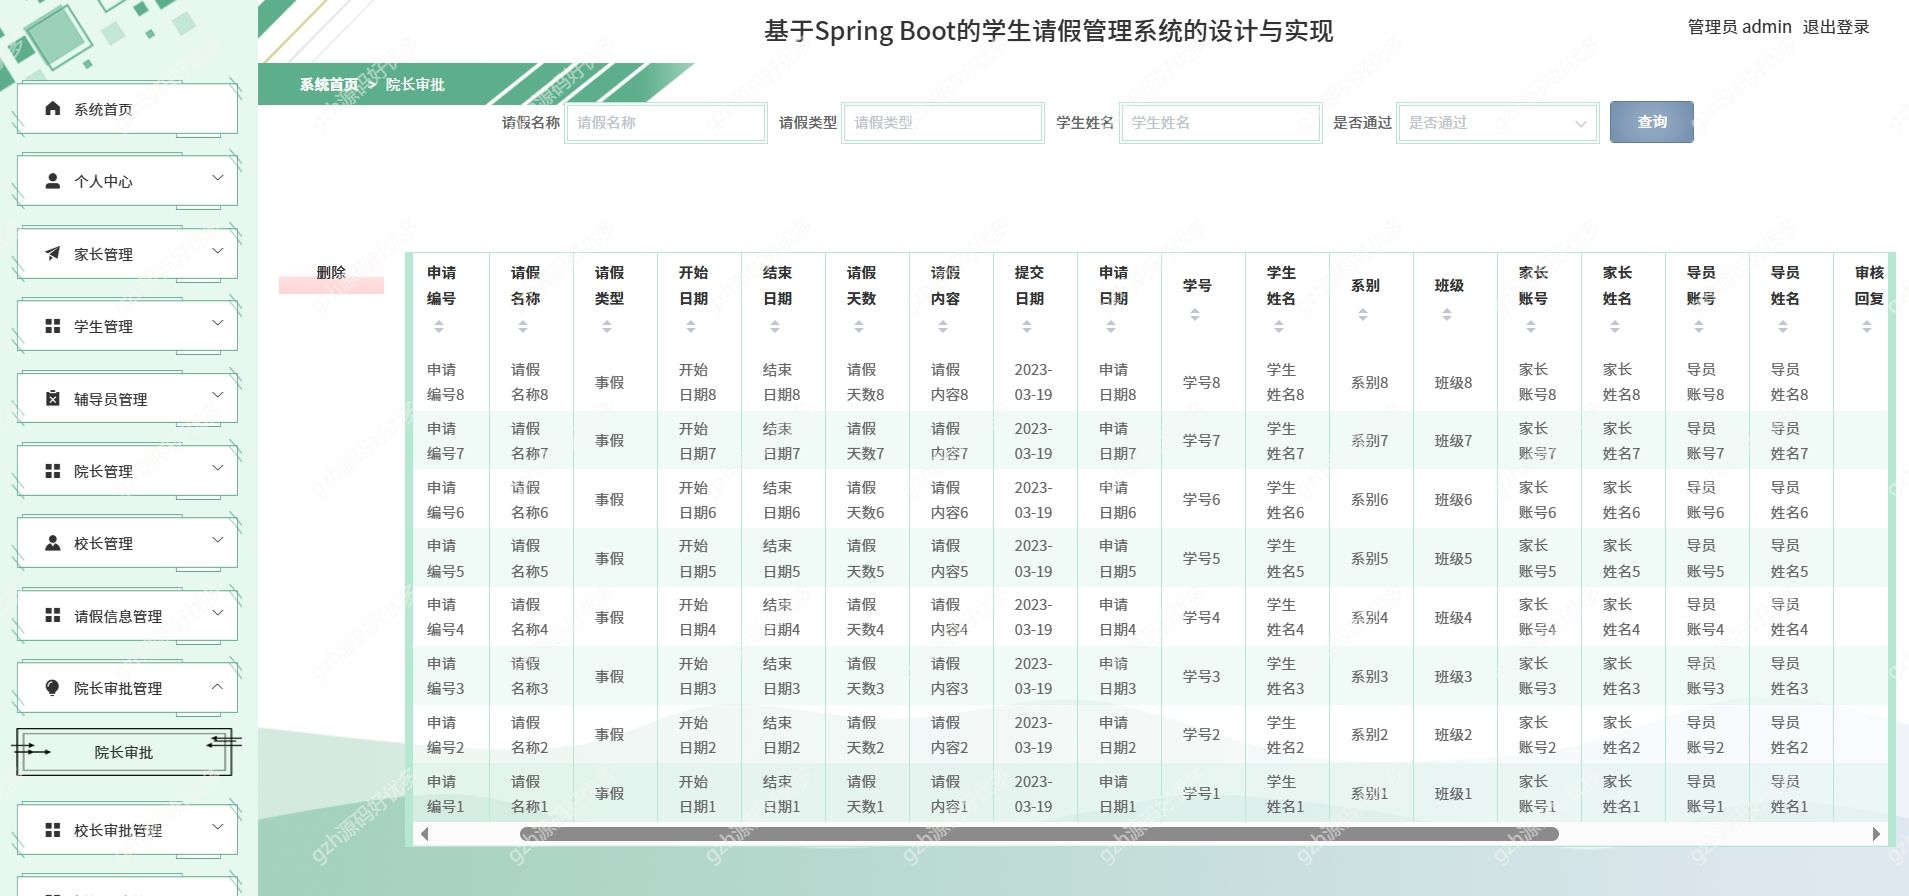 基于Spring Boot的学生请假管理系统的设计与实现
管理员 admin 退出登录
系统首页 > 院长审批
请假名称 请假名称 请假类型 请假类型 学生姓名 学生姓名 是否通过 是否通过 查询
系统首页
个人中心
家长管理
学生管理
辅导员管理
院长管理
校长管理
请假信息管理
院长审批管理
院长审批
校长审批管理
删除
申请编号 请假名称 请假类型 开始日期 结束日期 请假天数 请假内容 提交日期 申请日期 学号 学生姓名 系别 班级 家长账号 家长姓名 导员账号 导员姓名 审核回复
申请编号8 请假名称8 事假 开始日期8 结束日期8 请假天数8 请假内容8 2023-03-19 申请日期8 学号8 学生姓名8 系别8 班级8 家长账号8 家长姓名8 导员账号8 导员姓名8
申请编号7 请假名称7 事假 开始日期7 结束日期7 请假天数7 请假内容7 2023-03-19 申请日期7 学号7 学生姓名7 系别7 班级7 家长账号7 家长姓名7 导员账号7 导员姓名7
申请编号6 请假名称6 事假 开始日期6 结束日期6 请假天数6 请假内容6 2023-03-19 申请日期6 学号6 学生姓名6 系别6 班级6 家长账号6 家长姓名6 导员账号6 导员姓名6
申请编号5 请假名称5 事假 开始日期5 结束日期5 请假天数5 请假内容5 2023-03-19 申请日期5 学号5 学生姓名5 系别5 班级5 家长账号5 家长姓名5 导员账号5 导员姓名5
申请编号4 请假名称4 事假 开始日期4 结束日期4 请假天数4 请假内容4 2023-03-19 申请日期4 学号4 学生姓名4 系别4 班级4 家长账号4 家长姓名4 导员账号4 导员姓名4
申请编号3 请假名称3 事假 开始日期3 结束日期3 请假天数3 请假内容3 2023-03-19 申请日期3 学号3 学生姓名3 系别3 班级3 家长账号3 家长姓名3 导员账号3 导员姓名3
申请编号2 请假名称2 事假 开始日期2 结束日期2 请假天数2 请假内容2 2023-03-19 申请日期2 学号2 学生姓名2 系别2 班级2 家长账号2 家长姓名2 导员账号2 导员姓名2
申请编号1 请假名称1 事假 开始日期1 结束日期1 请假天数1 请假内容1 2023-03-19 申请日期1 学号1 学生姓名1 系别1 班级1 家长账号1 家长姓名1 导员账号1 导员姓名1
gzh源码好优多